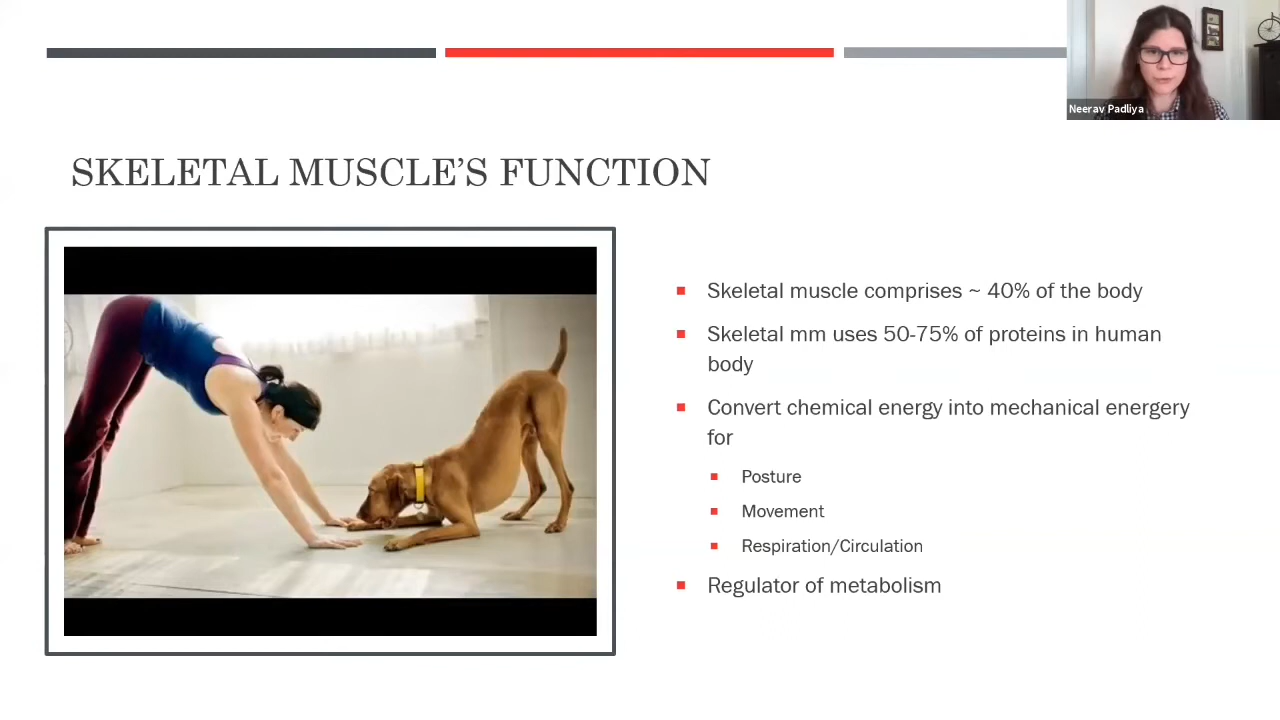 Neerav Padliya
SKELETAL MUSCLE'S FUNCTION
Skeletal muscle comprises ~ 40% of the body
Skeletal mm uses 50-75% of proteins in human
body
Convert chemical energy into mechanical energery
for
Posture
Movement
Respiration/Circulation
Regulator of metabolism